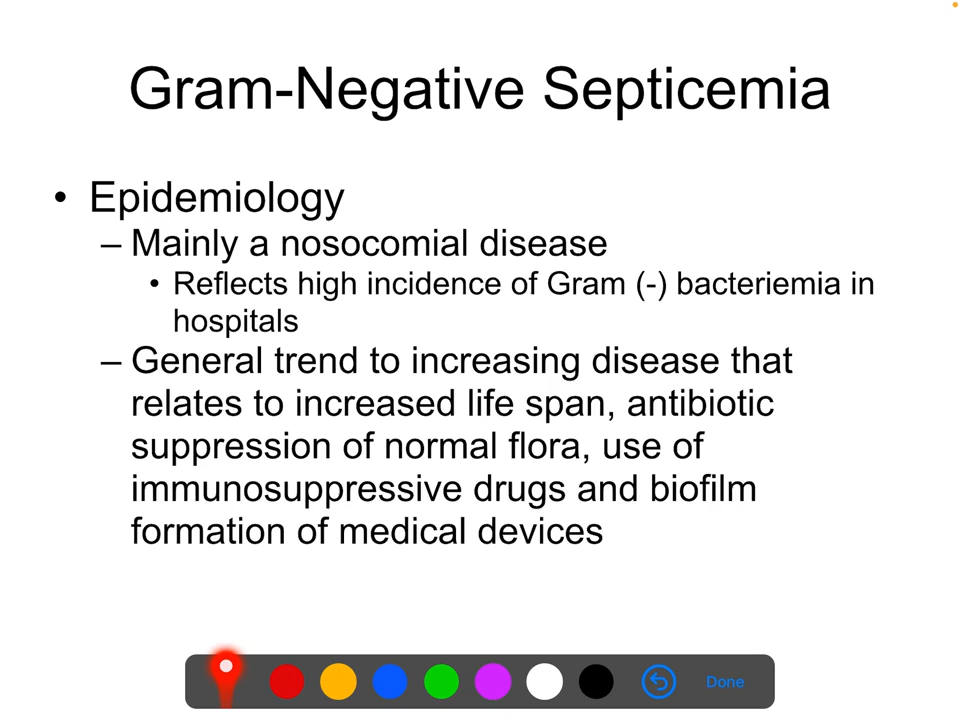 Gram-Negative Septicemia
• Epidemiology
– Mainly a nosocomial disease
• Reflects high incidence of Gram (-) bacteriemia in
hospitals
– General trend to increasing disease that
relates to increased life span, antibiotic
suppression of normal flora, use of
immunosuppressive drugs and biofilm
formation of medical devices
Done